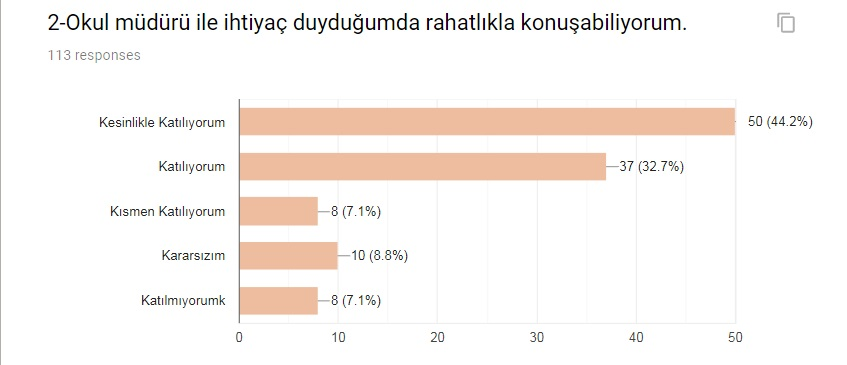 2-Okul müdürü ile ihtiyaç duyduğumda rahatlıkla konuşabiliyorum.
113 responses
Kesinlikle Katılıyorum 50 (44.2%)
Katılıyorum 37 (32.7%)
Kısmen Katılıyorum 8 (7.1%)
Kararsızım 10 (8.8%)
Katılmıyorumk 8 (7.1%)
0 10 20 30 40 50